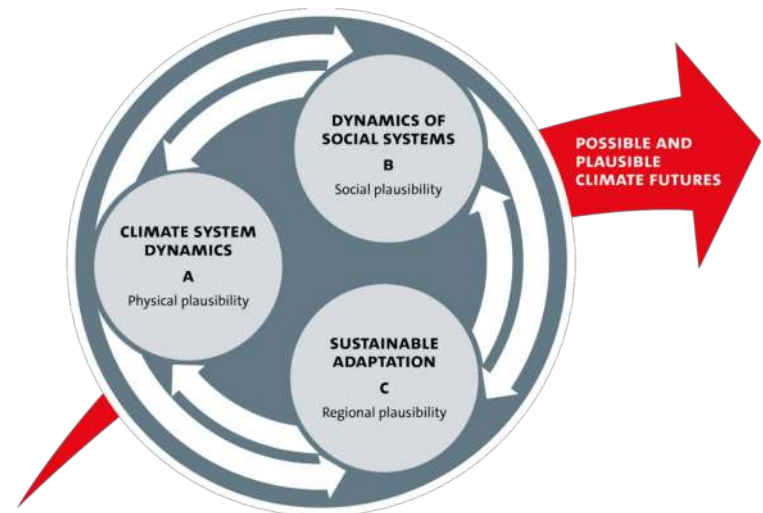 DYNAMICS OF
SOCIAL SYSTEMS
B
Social plausibility
POSSIBLE AND
PLAUSIBLE
CLIMATE FUTURES
CLIMATE SYSTEM
DYNAMICS
A
Physical plausibility
SUSTAINABLE
ADAPTATION
C
Regional plausibility